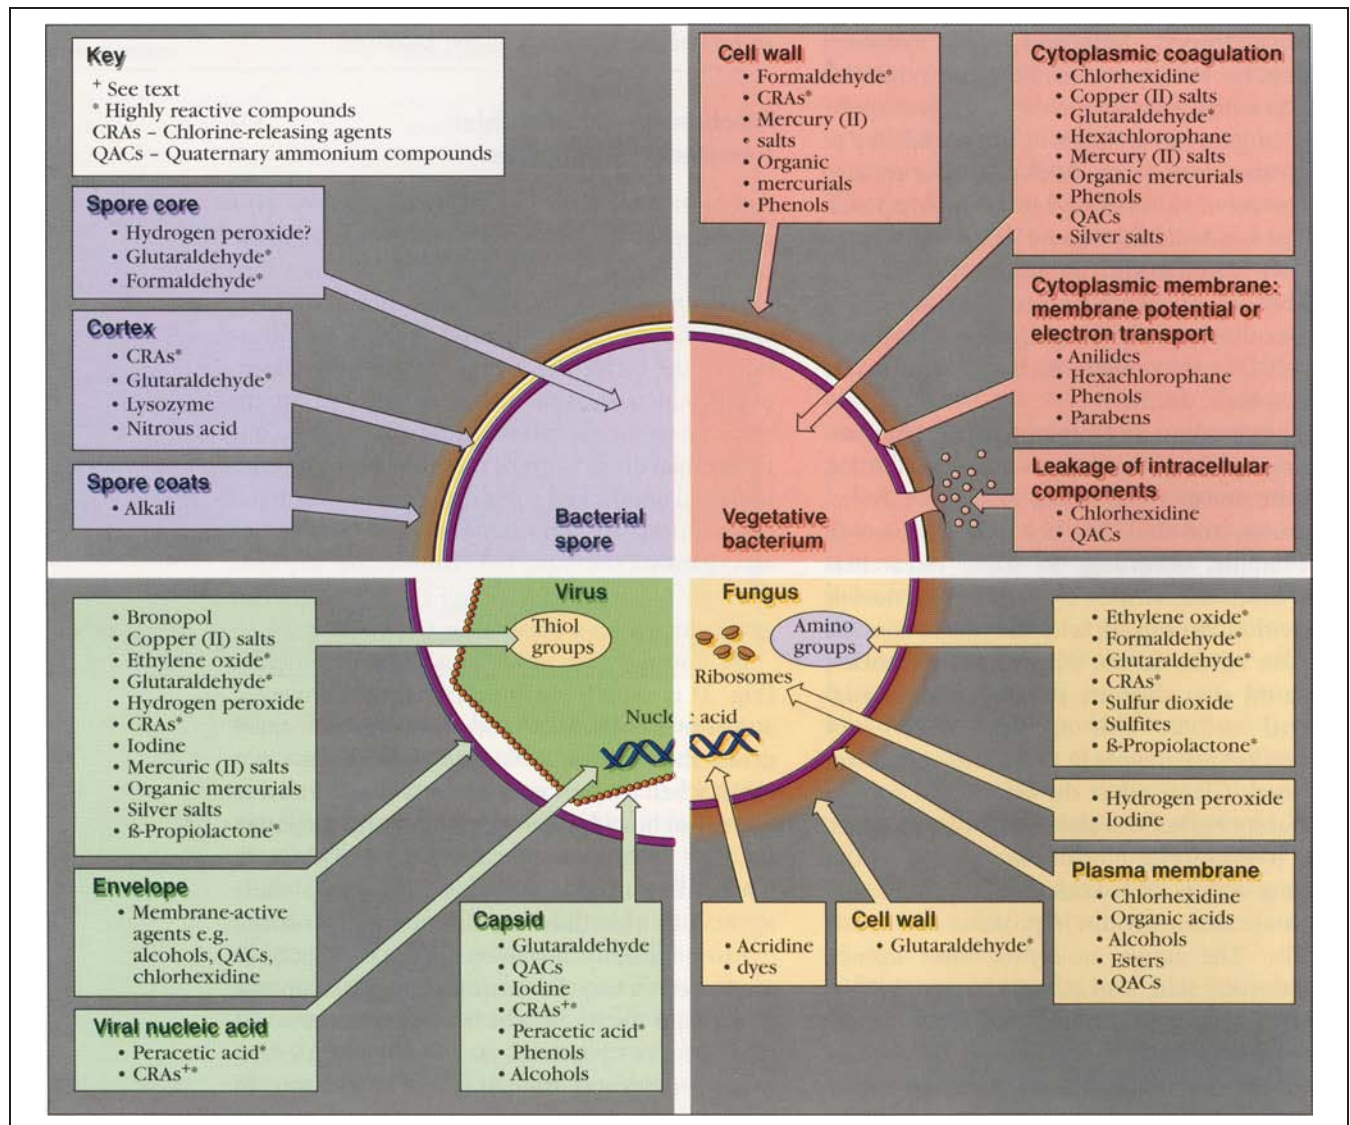 Key
+ See text
* Highly reactive compounds
CRAs – Chlorine-releasing agents
QACs – Quaternary ammonium compounds
Spore core
• Hydrogen peroxide?
• Glutaraldehyde*
• Formaldehyde*
Cortex
• CRAs*
• Glutaraldehyde*
• Lysozyme
• Nitrous acid
Spore coats
• Alkali
Bacterial
spore
Cell wall
• Formaldehyde*
• CRAs*
• Mercury (II)
• salts
• Organic
• mercurials
• Phenols
Cytoplasmic coagulation
• Chlorhexidine
• Copper (II) salts
• Glutaraldehyde*
• Hexachlorophane
• Mercury (II) salts
• Organic mercurials
• Phenols
• QACs
• Silver salts
Cytoplasmic membrane:
membrane potential or
electron transport
• Anilides
• Hexachlorophane
• Phenols
• Parabens
Leakage of intracellular
components
• Chlorhexidine
• QACs
Vegetative
bacterium
Virus
Thiol
groups
• Bronopol
• Copper (II) salts
• Ethylene oxide*
• Glutaraldehyde*
• Hydrogen peroxide
• CRAs*
• Iodine
• Mercuric (II) salts
• Organic mercurials
• Silver salts
• ß-Propiolactone*
Envelope
• Membrane-active
agents e.g.
alcohols, QACs,
chlorhexidine
Viral nucleic acid
• Peracetic acid*
• CRAs+*
Capsid
• Glutaraldehyde
• QACs
• Iodine
• CRAs+*
• Peracetic acid*
• Phenols
• Alcohols
Nucleic acid
Fungus
Amino
groups
Ribosomes
• Ethylene oxide*
• Formaldehyde*
• Glutaraldehyde*
• CRAs*
• Sulfur dioxide
• Sulfites
• ß-Propiolactone*
• Hydrogen peroxide
• Iodine
Plasma membrane
• Chlorhexidine
• Organic acids
• Alcohols
• Esters
• QACs
Cell wall
• Glutaraldehyde*
• Acridine
• dyes